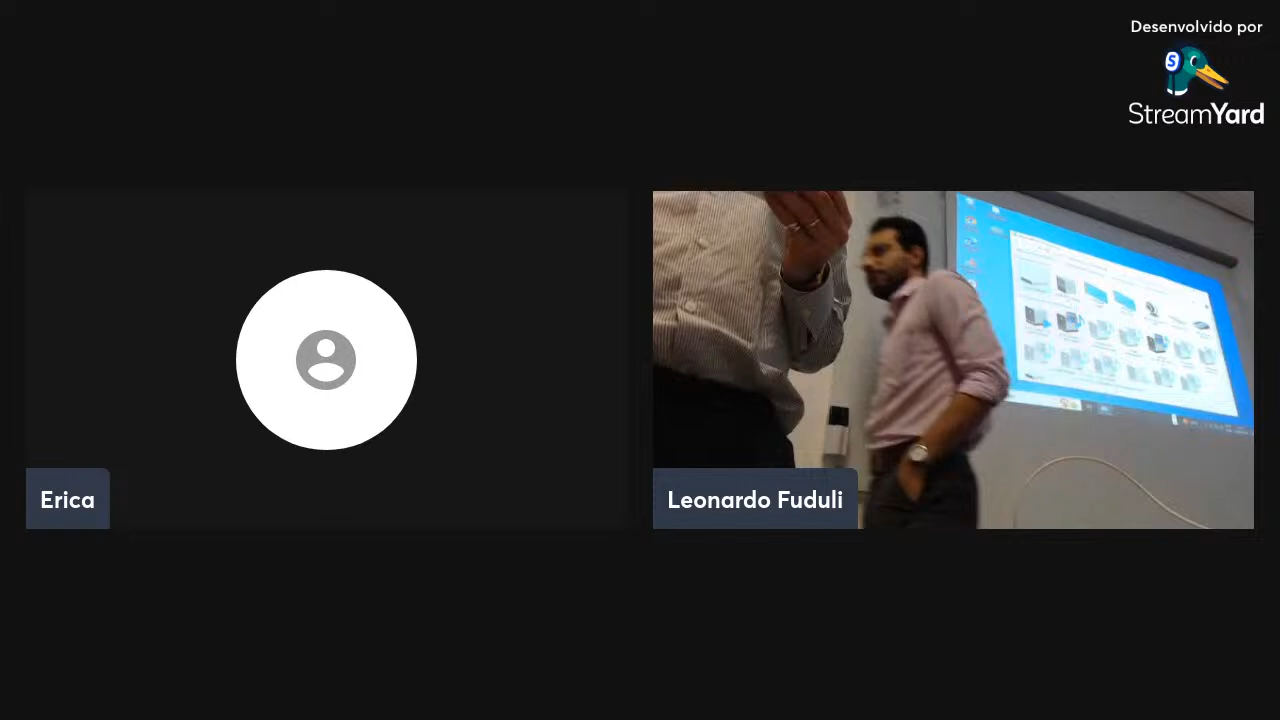 Desenvolvido por
S
StreamYard
Erica
Leonardo Fuduli